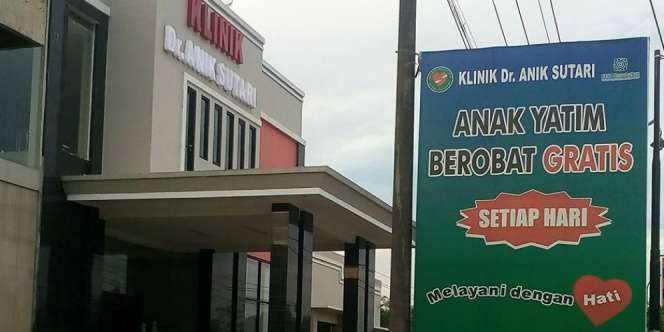 KLINIK
Dr. ANIK SUTARI
KLINIK Dr. ANIK SUTARI
ANAK YATIM
BEROBAT GRATIS
SETIAP HARI
Melayani dengan Hati